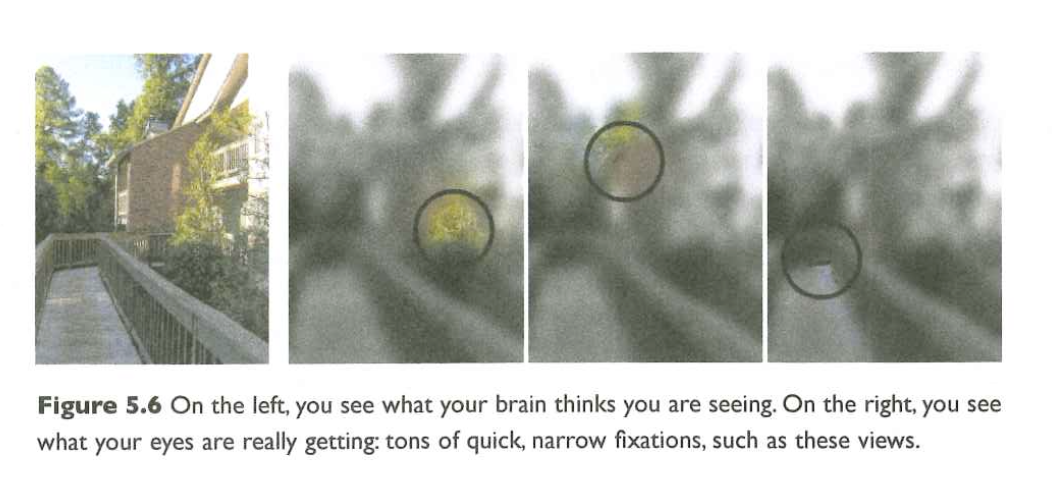 Figure 5.6 On the left, you see what your brain thinks you are seeing. On the right, you see
what your eyes are really getting: tons of quick, narrow fixations, such as these views.